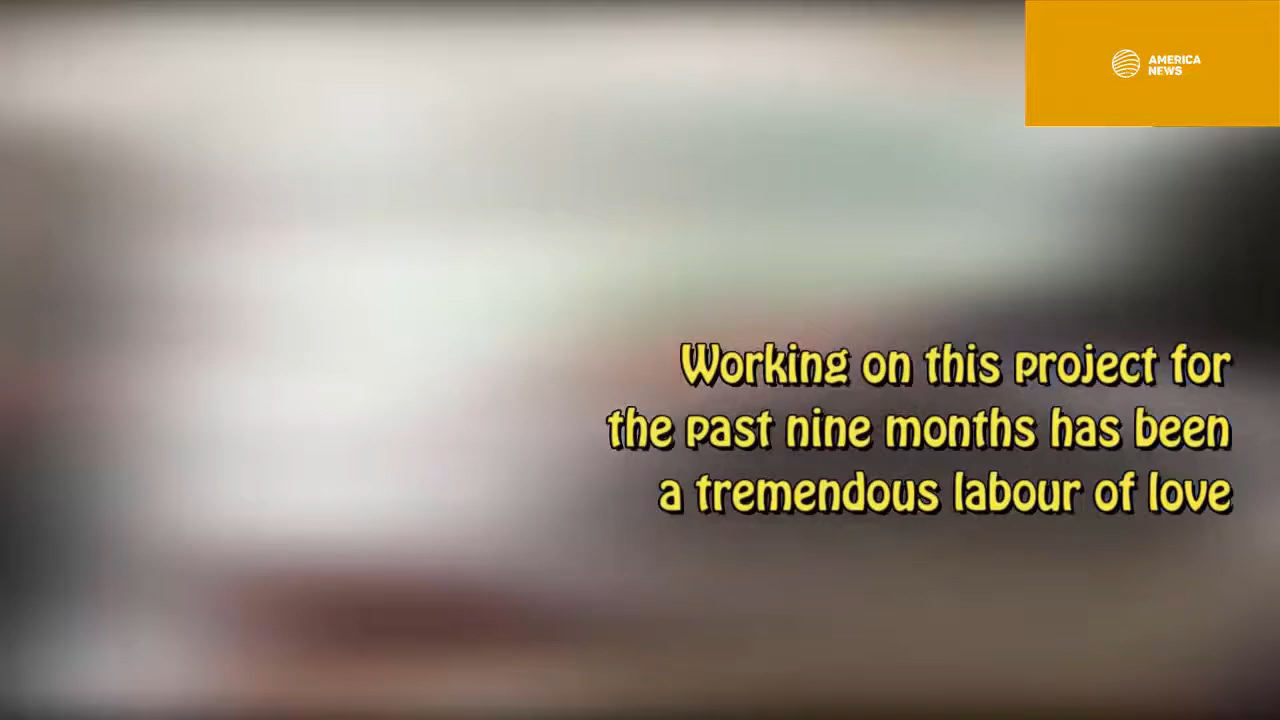 AMERICA
NEWS
Working on this project for
the past nine months has been
a tremendous labour of love